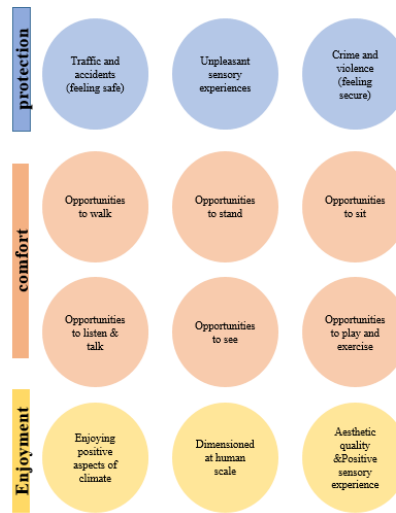 protection
Traffic and
accidents
(feeling safe)
Unpleasant
sensory
experiences
Crime and
violence
(feeling
secure)
comfort
Opportunities
to walk
Opportunities
to stand
Opportunities
to sit
Opportunities
to listen &
talk
Opportunities
to see
Opportunities
to play and
exercise
Enjoyment
Enjoying
positive
aspects of
climate
Dimensioned
at human
scale
Aesthetic
quality
&Positive
sensory
experience